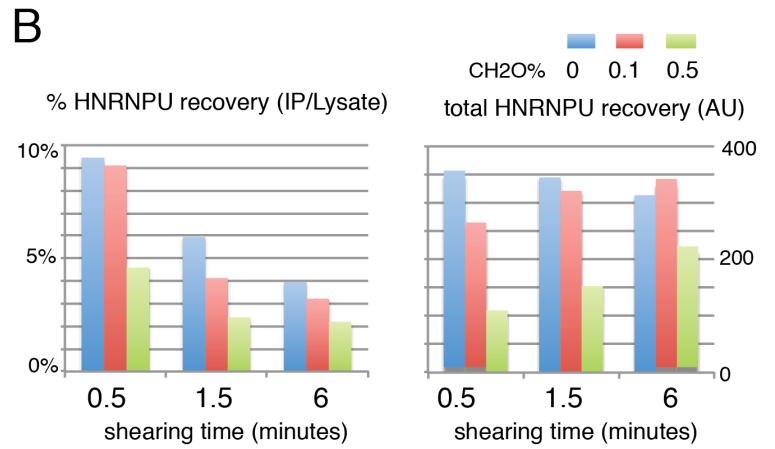 B
CH2O% 0 0.1 0.5
% HNRNPU recovery (IP/Lysate)
10%
5%
0%
0.5 1.5 6
shearing time (minutes)
total HNRNPU recovery (AU)
400
200
0
0.5 1.5 6
shearing time (minutes)